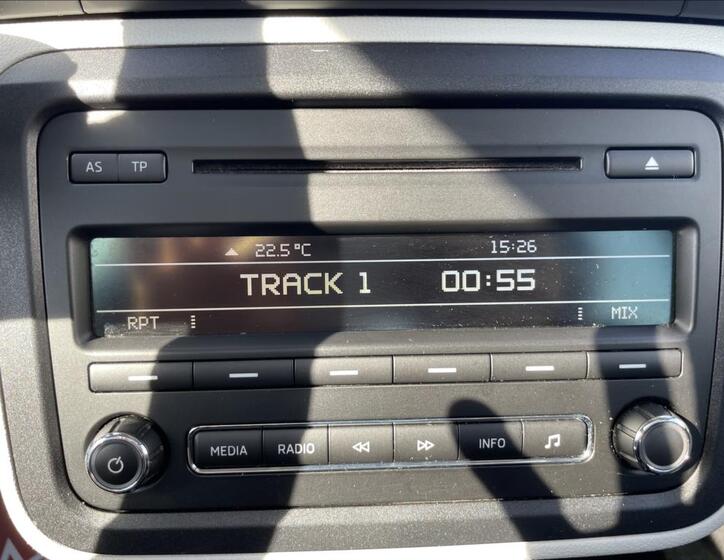 AS TP
22.5°C 15:26
TRACK 1 00:55
RPT MIX
MEDIA RADIO INFO